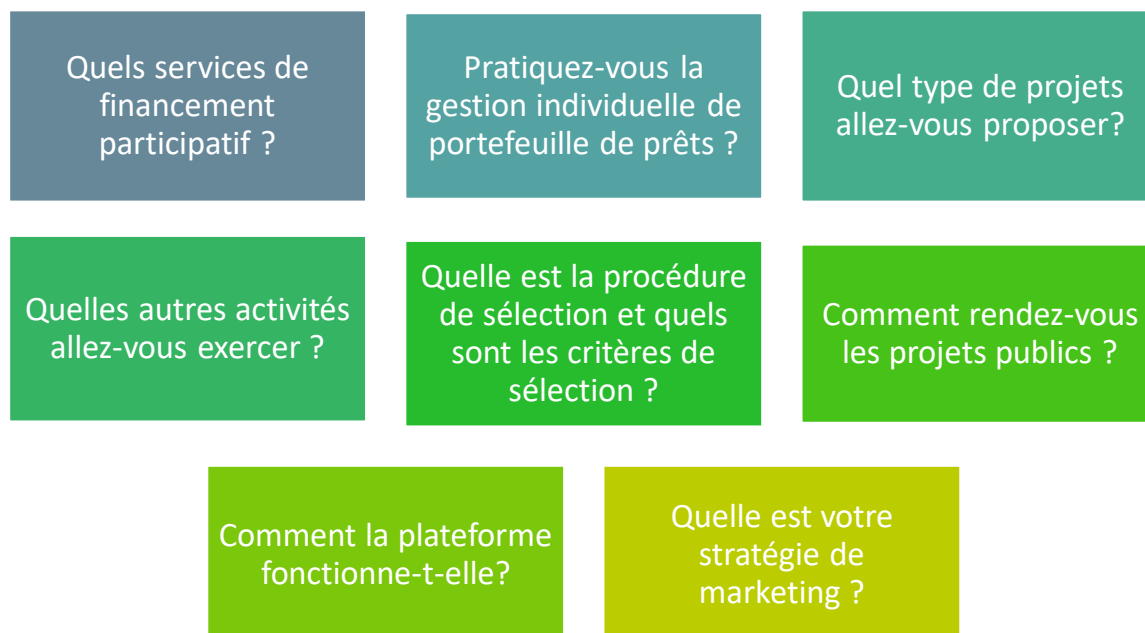 Quels services de
financement
participatif ?
Pratiquez-vous la
gestion individuelle de
portefeuille de prêts ?
Quel type de projets
allez-vous proposer?
Quelles autres activités
allez-vous exercer ?
Quelle est la procédure
de sélection et quels
sont les critères de
sélection ?
Comment rendez-vous
les projets publics ?
Comment la plateforme
fonctionne-t-elle?
Quelle est votre
stratégie de
marketing ?